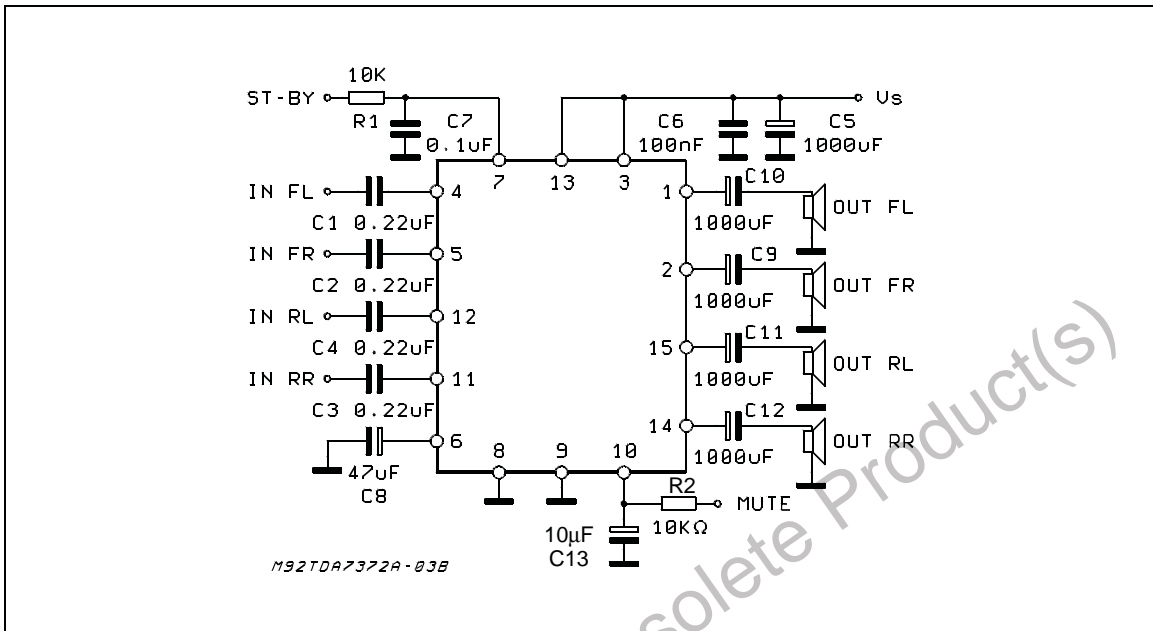 10K
ST-BY
Vs
R1
C7
0.1uF
C6
100nF
C5
1000uF
7
13
3
IN FL
4
C1 0.22uF
1
C10
1000uF
OUT FL
IN FR
5
C2 0.22uF
2
C9
1000uF
OUT FR
IN RL
12
C4 0.22uF
15
C11
1000uF
OUT RL
IN RR
11
C3 0.22uF
14
C12
1000uF
OUT RR
6
47uF
C8
8
9
10
R2
10KΩ
MUTE
10µF
C13
M92TDA7372A-03B
solete Product(s)